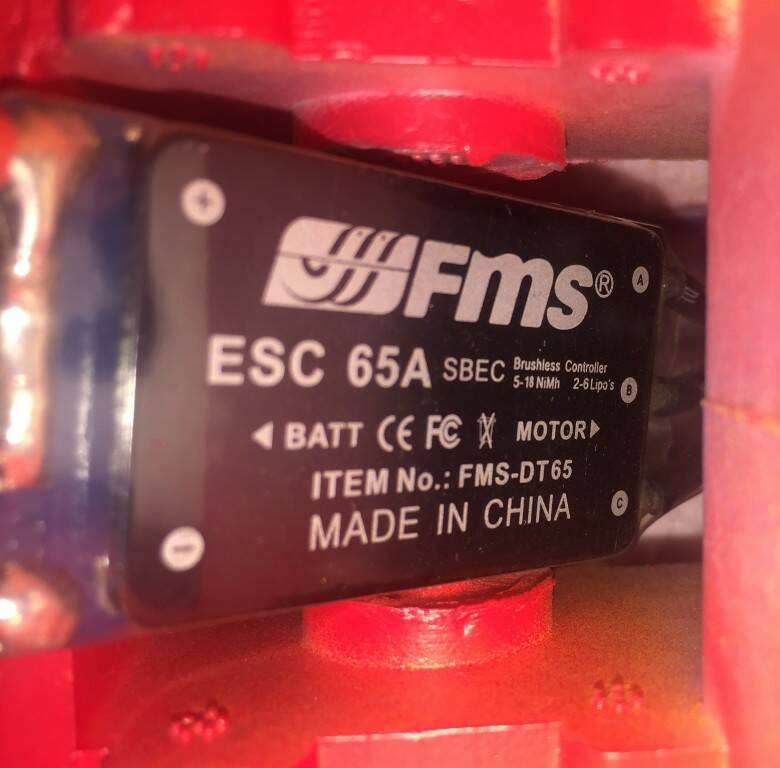 +
Fms®
A
ESC 65A SBEC Brushless Controller
5-18 NiMh 2-6 Lipo's
B
BATT CE FC MOTOR
ITEM No.: FMS-DT65
C
MADE IN CHINA
−